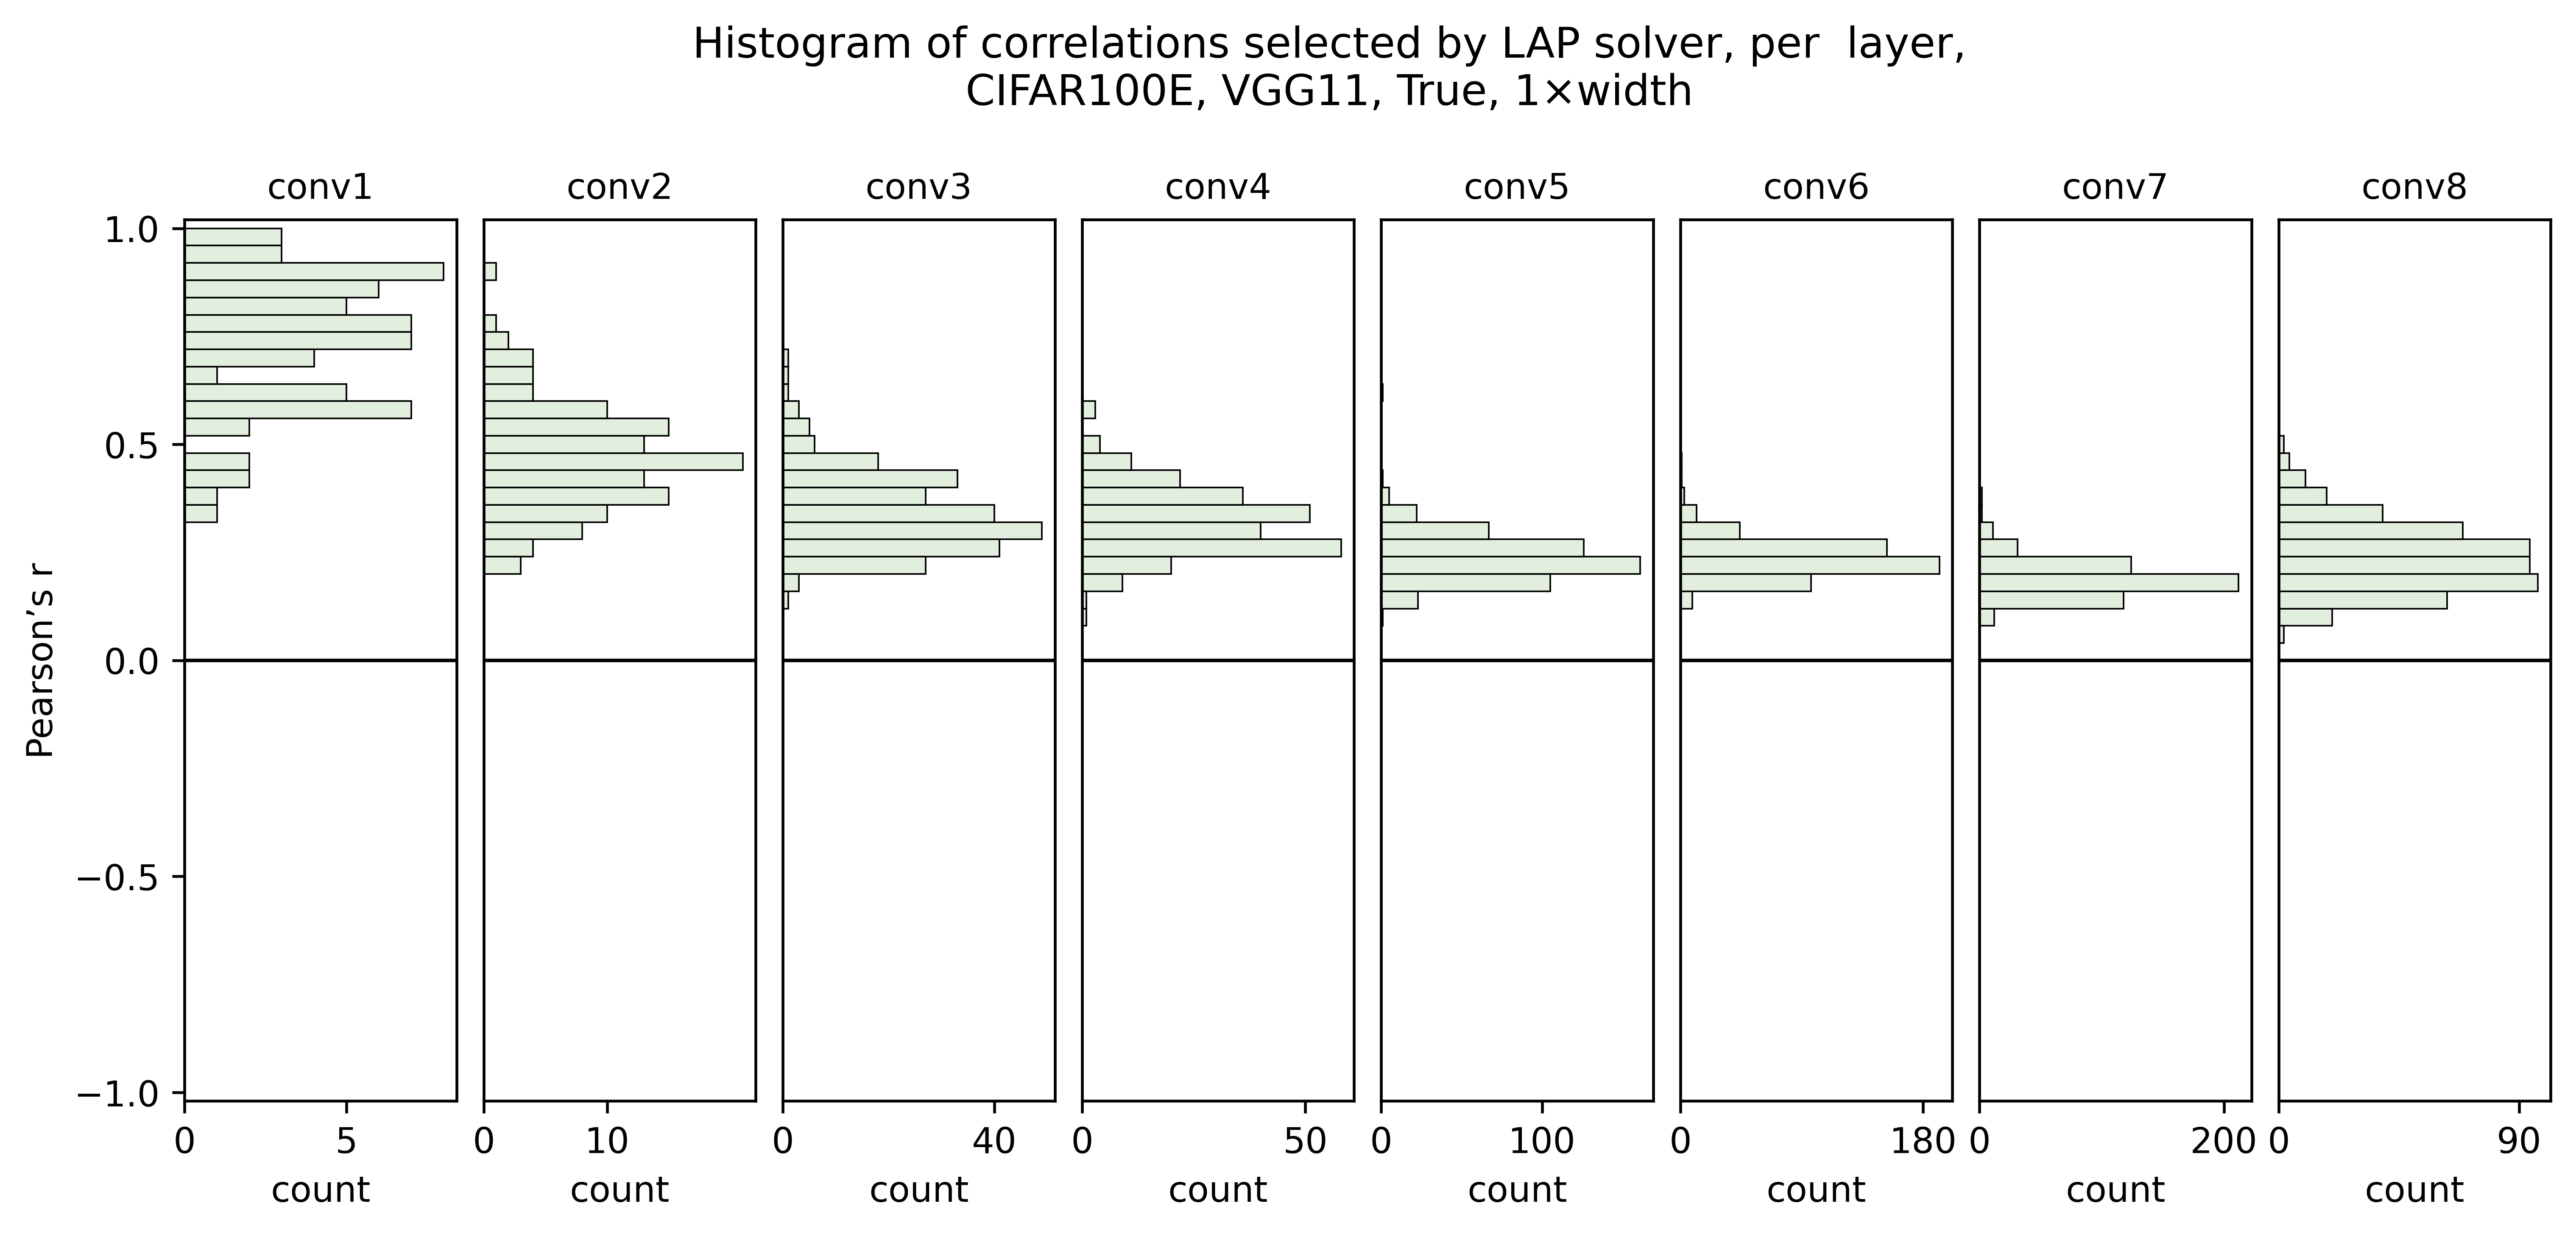 Histogram of correlations selected by LAP solver, per  layer,
CIFAR100E, VGG11, True, 1×width
conv1 conv2 conv3 conv4 conv5 conv6 conv7 conv8
1.0
0.5
0.0
−0.5
−1.0
Pearson’s r
0 5 0 10 0 40 0 50 0 100 0 180 0 200 0 90
count count count count count count count count